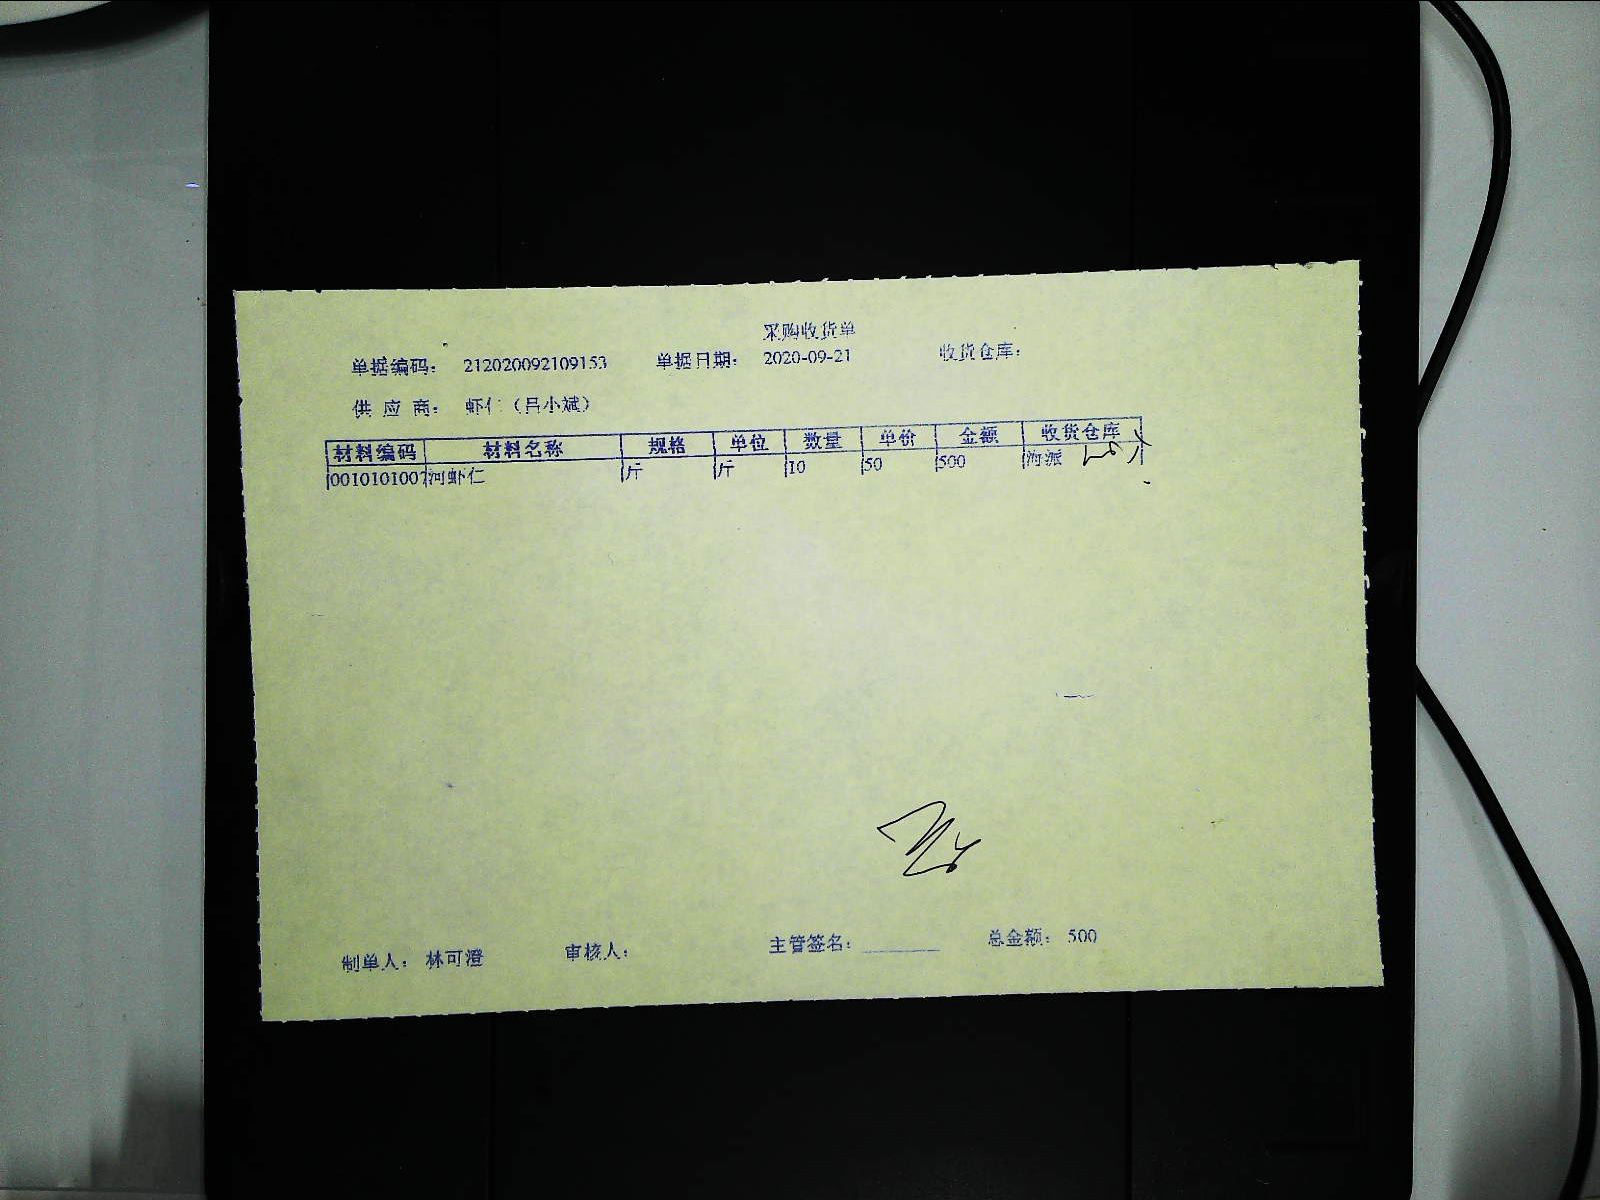 采购收货单
单据编码： 212020092109153 单据日期： 2020-09-21 收货仓库：
供 应 商： 虾仁（吕小斌）
材料编码 材料名称 规格 单位 数量 单价 金额 收货仓库
0010101007 河虾仁 斤 斤 10 50 500 海派
制单人： 林可澄 审核人： 主管签名：________ 总金额： 500